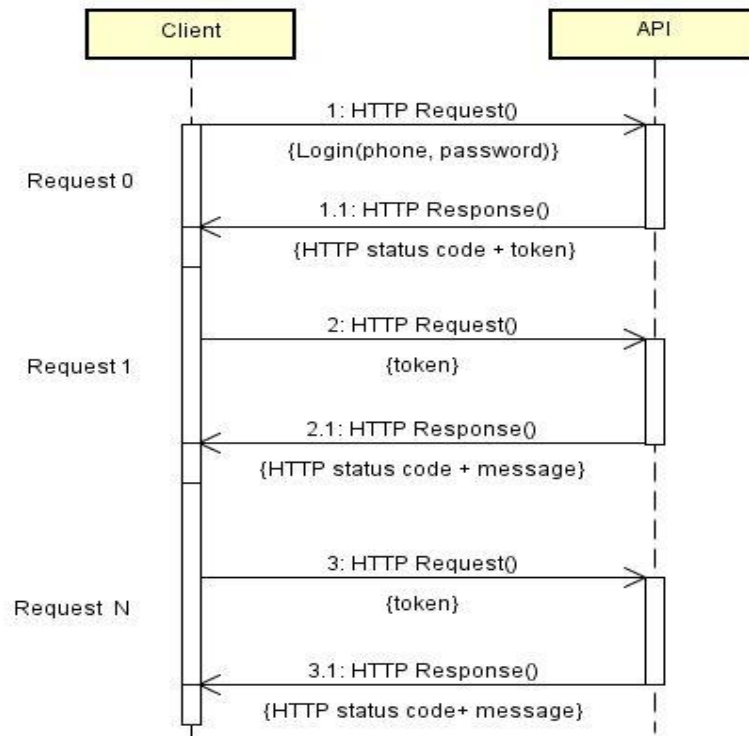 Client
API
1: HTTP Request()
{Login(phone, password)}
Request 0
1.1: HTTP Response()
{HTTP status code + token}
2: HTTP Request()
Request 1
{token}
2.1: HTTP Response()
{HTTP status code + message}
3: HTTP Request()
Request N
{token}
3.1: HTTP Response()
{HTTP status code+ message}